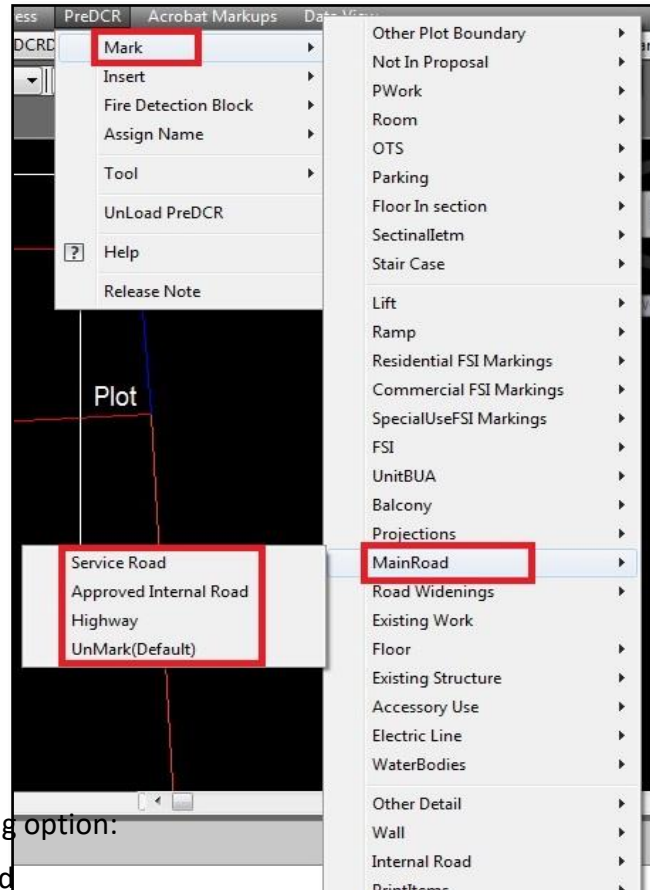 ess PreDCR Acrobat Markups Data View
DCRD
Mark
Insert
Fire Detection Block
Assign Name
Tool
UnLoad PreDCR
? Help
Release Note
Plot
Other Plot Boundary
Not In Proposal
PWork
Room
OTS
Parking
Floor In section
SectinalIetm
Stair Case
Lift
Ramp
Residential FSI Markings
Commercial FSI Markings
SpecialUseFSI Markings
FSI
UnitBUA
Balcony
Projections
MainRoad
Road Widenings
Existing Work
Floor
Existing Structure
Accessory Use
Electric Line
WaterBodies
Other Detail
Wall
Internal Road
PrintItems
Service Road
Approved Internal Road
Highway
UnMark(Default)
g option:
d